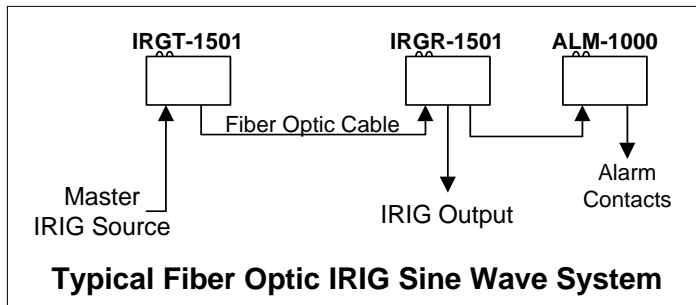 IRGT-1501
IRGR-1501
ALM-1000
Fiber Optic Cable
Master
IRIG Source
IRIG Output
Alarm
Contacts
Typical Fiber Optic IRIG Sine Wave System